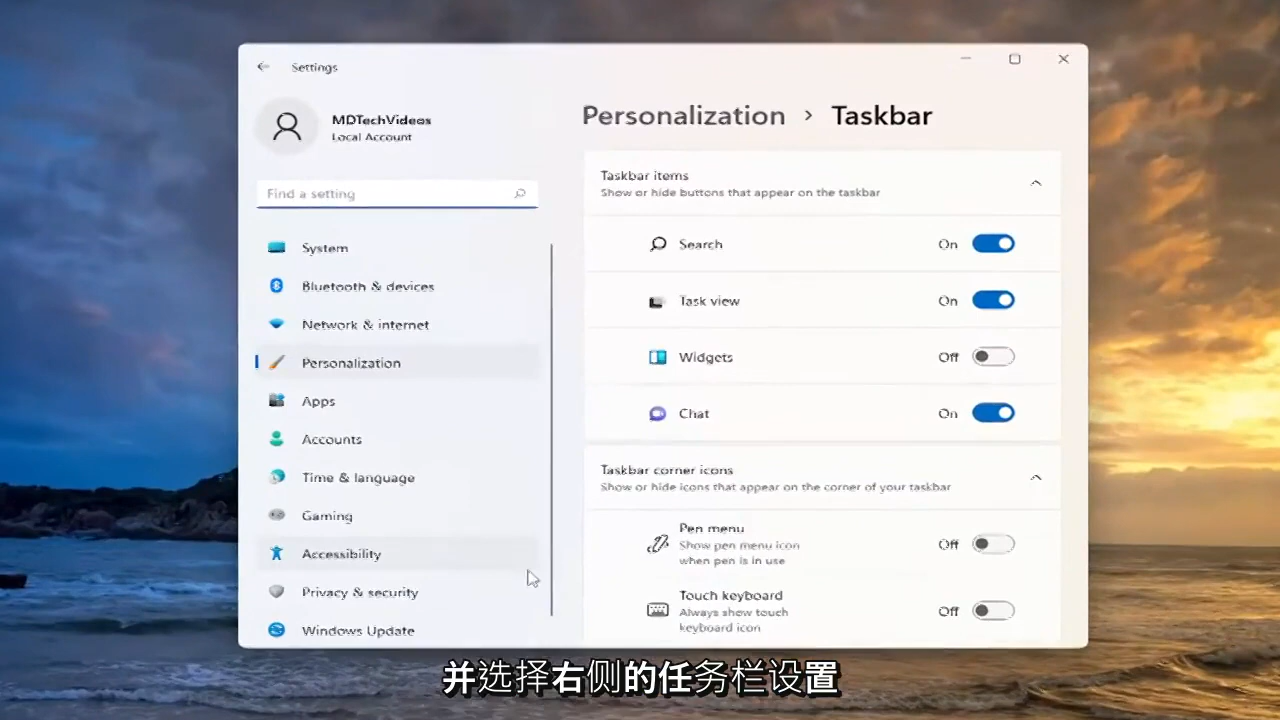 Settings
MDTechVideos
Local Account
Find a setting
System
Bluetooth & devices
Network & internet
Personalization
Apps
Accounts
Time & language
Gaming
Accessibility
Privacy & security
Windows Update
Personalization › Taskbar
Taskbar items
Show or hide buttons that appear on the taskbar
Search On
Task view On
Widgets Off
Chat On
Taskbar corner icons
Show or hide icons that appear on the corner of your taskbar
Pen menu
Show pen menu icon
when pen is in use
Off
Touch keyboard
Always show touch
keyboard icon
Off
并选择右侧的任务栏设置